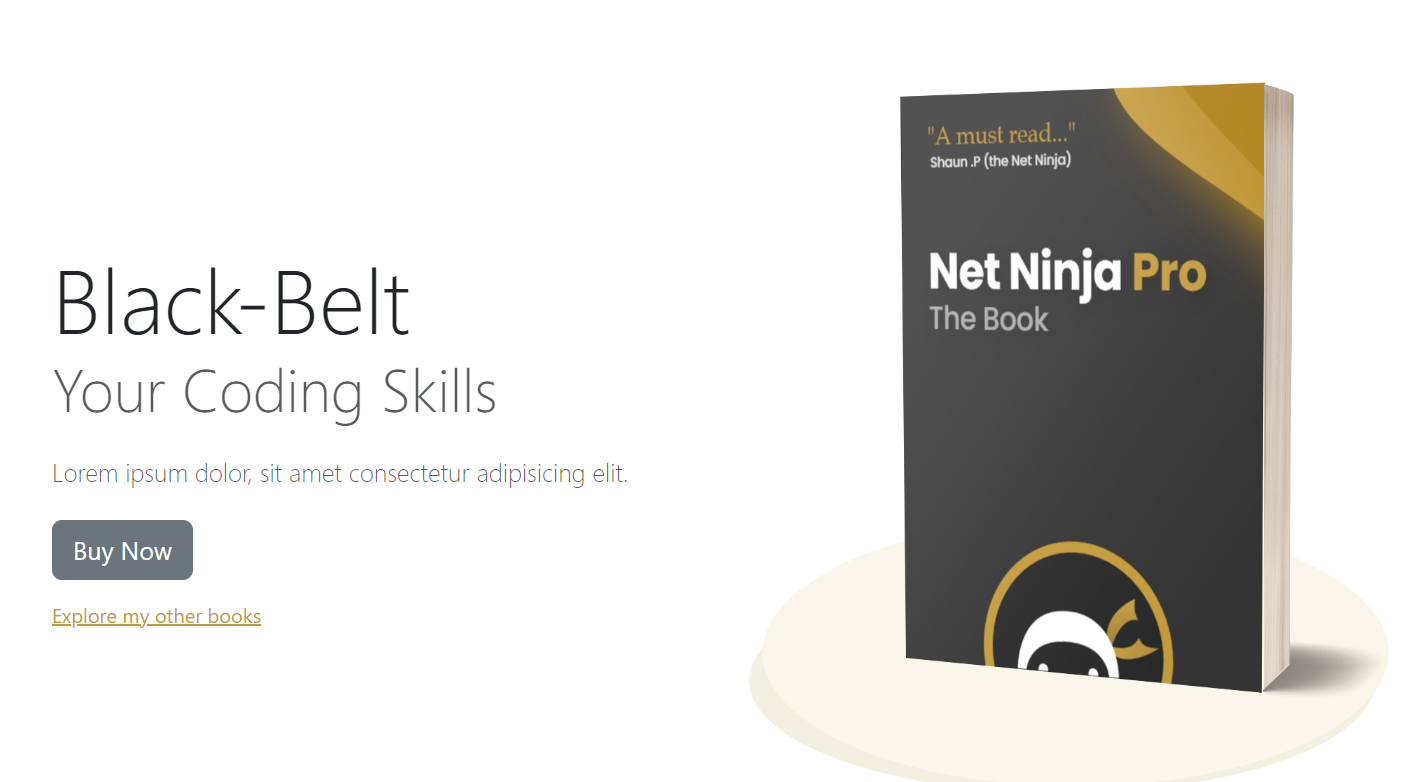 Black-Belt
Your Coding Skills
Lorem ipsum dolor, sit amet consectetur adipisicing elit.
Buy Now
Explore my other books
"A must read..."
Shaun .P (the Net Ninja)
Net Ninja Pro
The Book